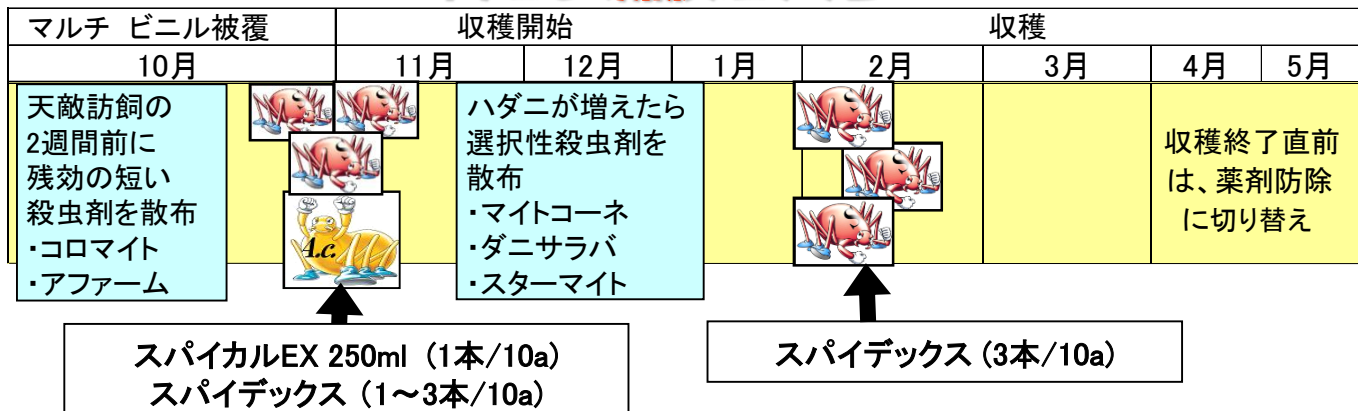 マルチ ビニル被覆
収穫開始
収穫
10月
11月
12月
1月
2月
3月
4月
5月
天敵訪飼の
2週間前に
残効の短い
殺虫剤を散布
・コロマイト
・アファーム
A.c.
ハダニが増えたら
選択性殺虫剤を
散布
・マイトコーネ
・ダニサラバ
・スターマイト
収穫終了直前
は、薬剤防除
に切り替え
スパイカルEX 250ml (1本/10a)
スパイデックス (1～3本/10a)
スパイデックス (3本/10a)